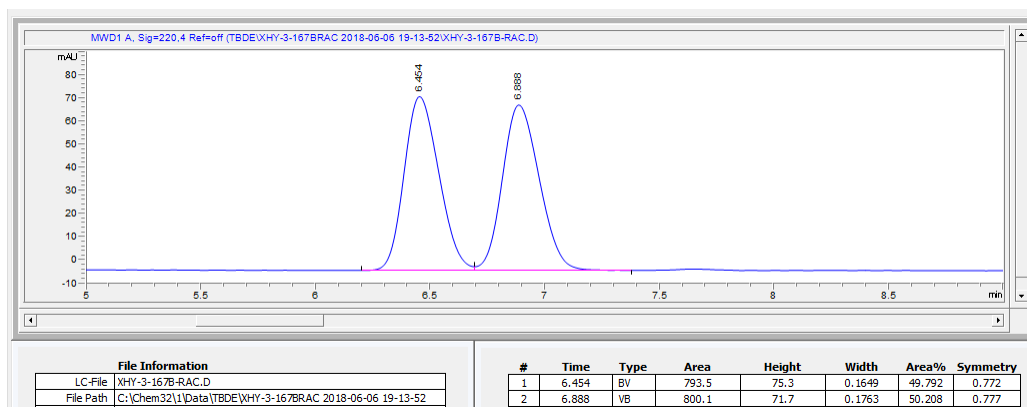 MWD1 A, Sig=220,4 Ref=off (TBDE\XHY-3-167BRAC 2018-06-06 19-13-52\XHY-3-167B-RAC.D)
mAU
80
70
60
50
40
30
20
10
0
-10
6.454
6.888
5 5.5 6 6.5 7 7.5 8 8.5 min
File Information
LC-File XHY-3-167B-RAC.D
File Path C:\Chem32\1\Data\TBDE\XHY-3-167BRAC 2018-06-06 19-13-52
# Time Type Area Height Width Area% Symmetry
1 6.454 BV 793.5 75.3 0.1649 49.792 0.772
2 6.888 VB 800.1 71.7 0.1763 50.208 0.777